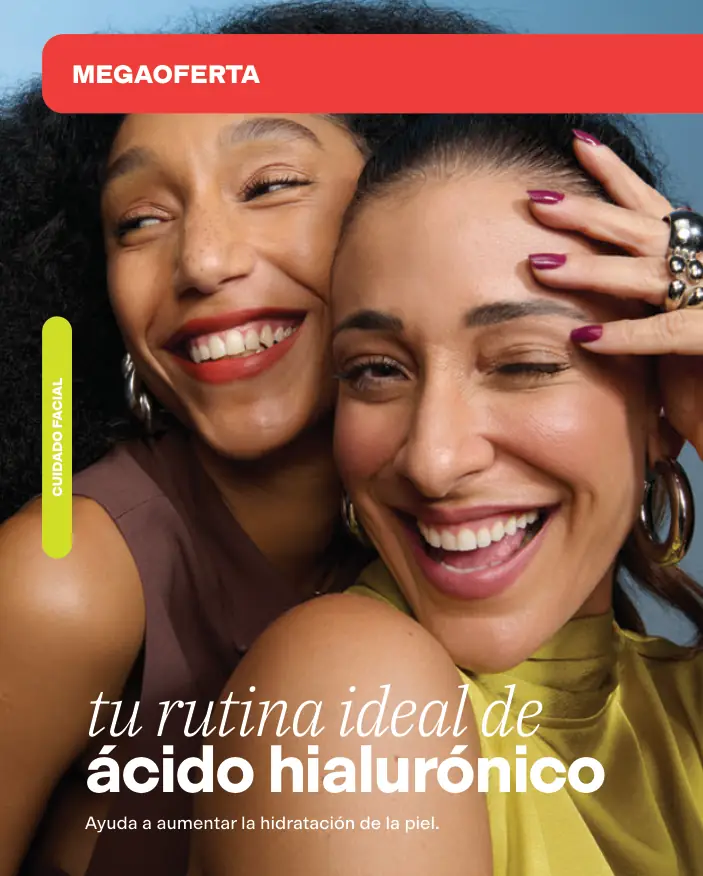 MEGAOFERTA
CUIDADO FACIAL
tu rutina ideal de
ácido hialurónico
Ayuda a aumentar la hidratación de la piel.